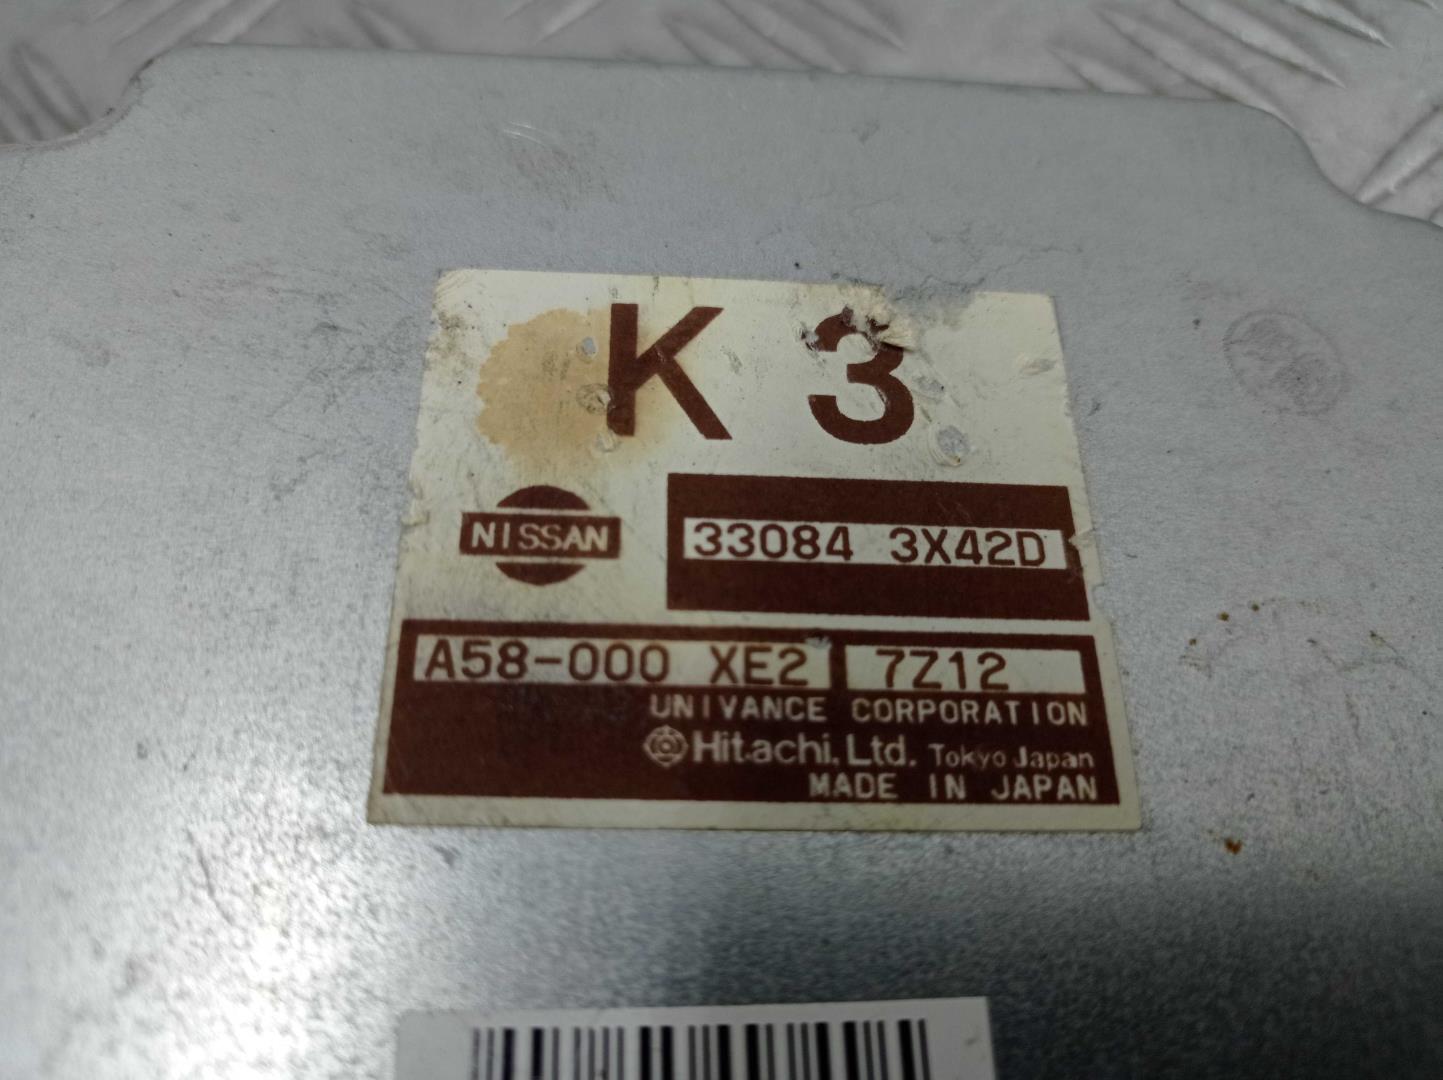 K 3
NISSAN
33084 3X42D
A58-000 XE2 7Z12
UNIVANCE CORPORATION
Hitachi, Ltd. Tokyo Japan
MADE IN JAPAN